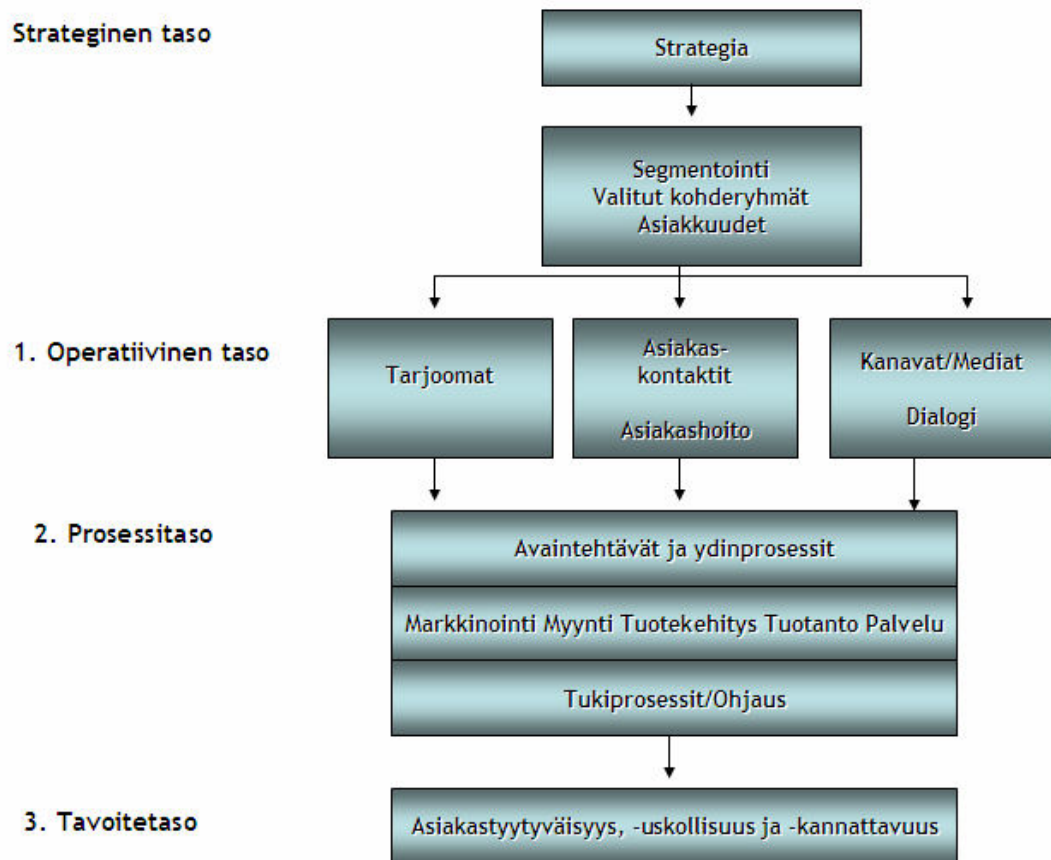 Strateginen taso
Strategia
Segmentointi
Valitut kohderyhmät
Asiakkuudet
1. Operatiivinen taso
Tarjoomat
Asiakas-
kontaktit
Asiakashoito
Kanavat/Mediat
Dialogi
2. Prosessitaso
Avaintehtävät ja ydinprosessit
Markkinointi Myynti Tuotekehitys Tuotanto Palvelu
Tukiprosessit/Ohjaus
3. Tavoitetaso
Asiakastyytyväisyys, -uskollisuus ja -kannattavuus